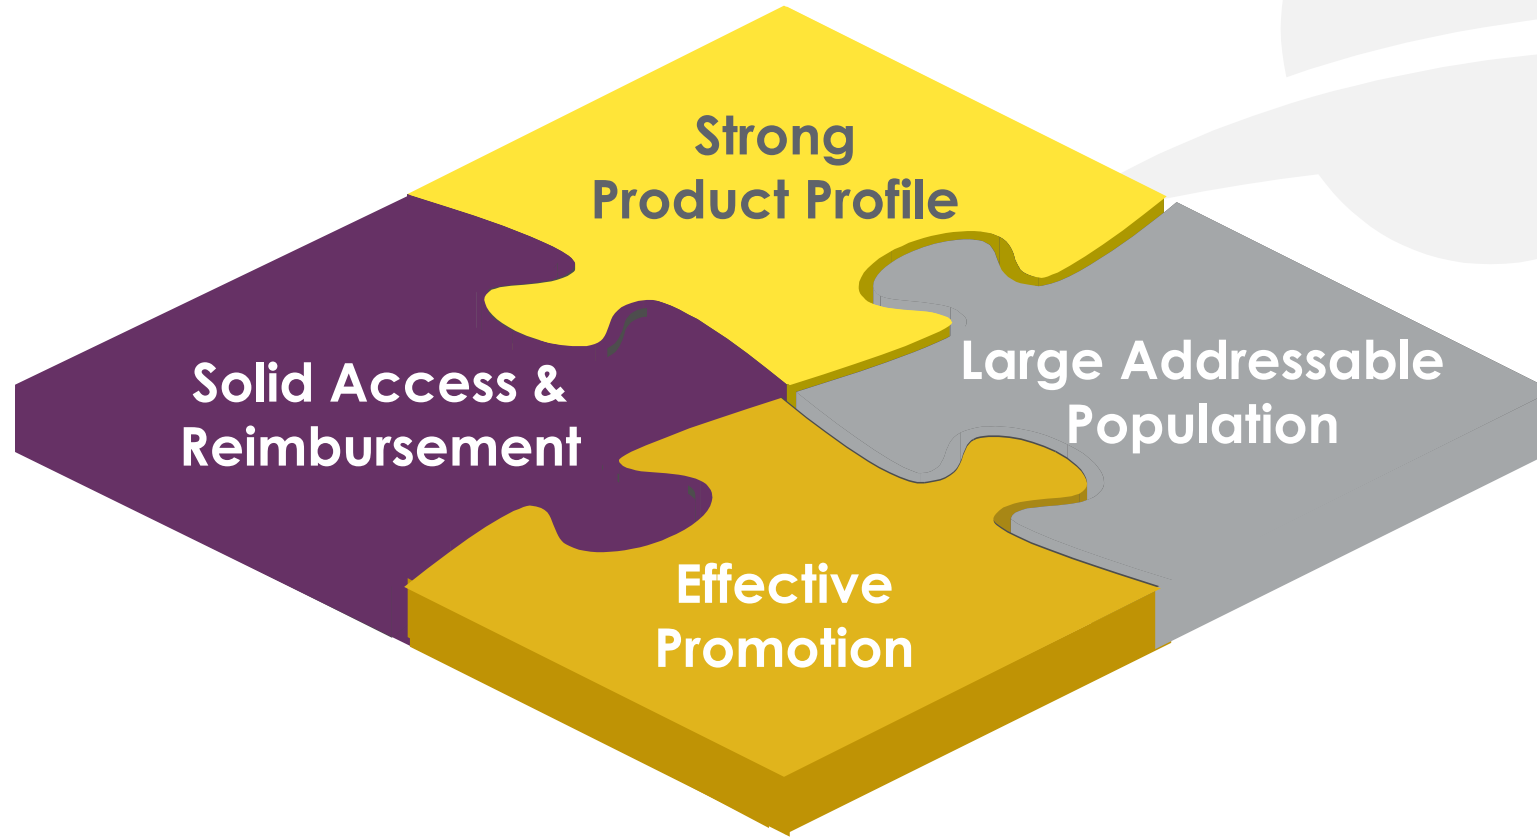 Strong
Product Profile
Solid Access &
Reimbursement
Large Addressable
Population
Effective
Promotion